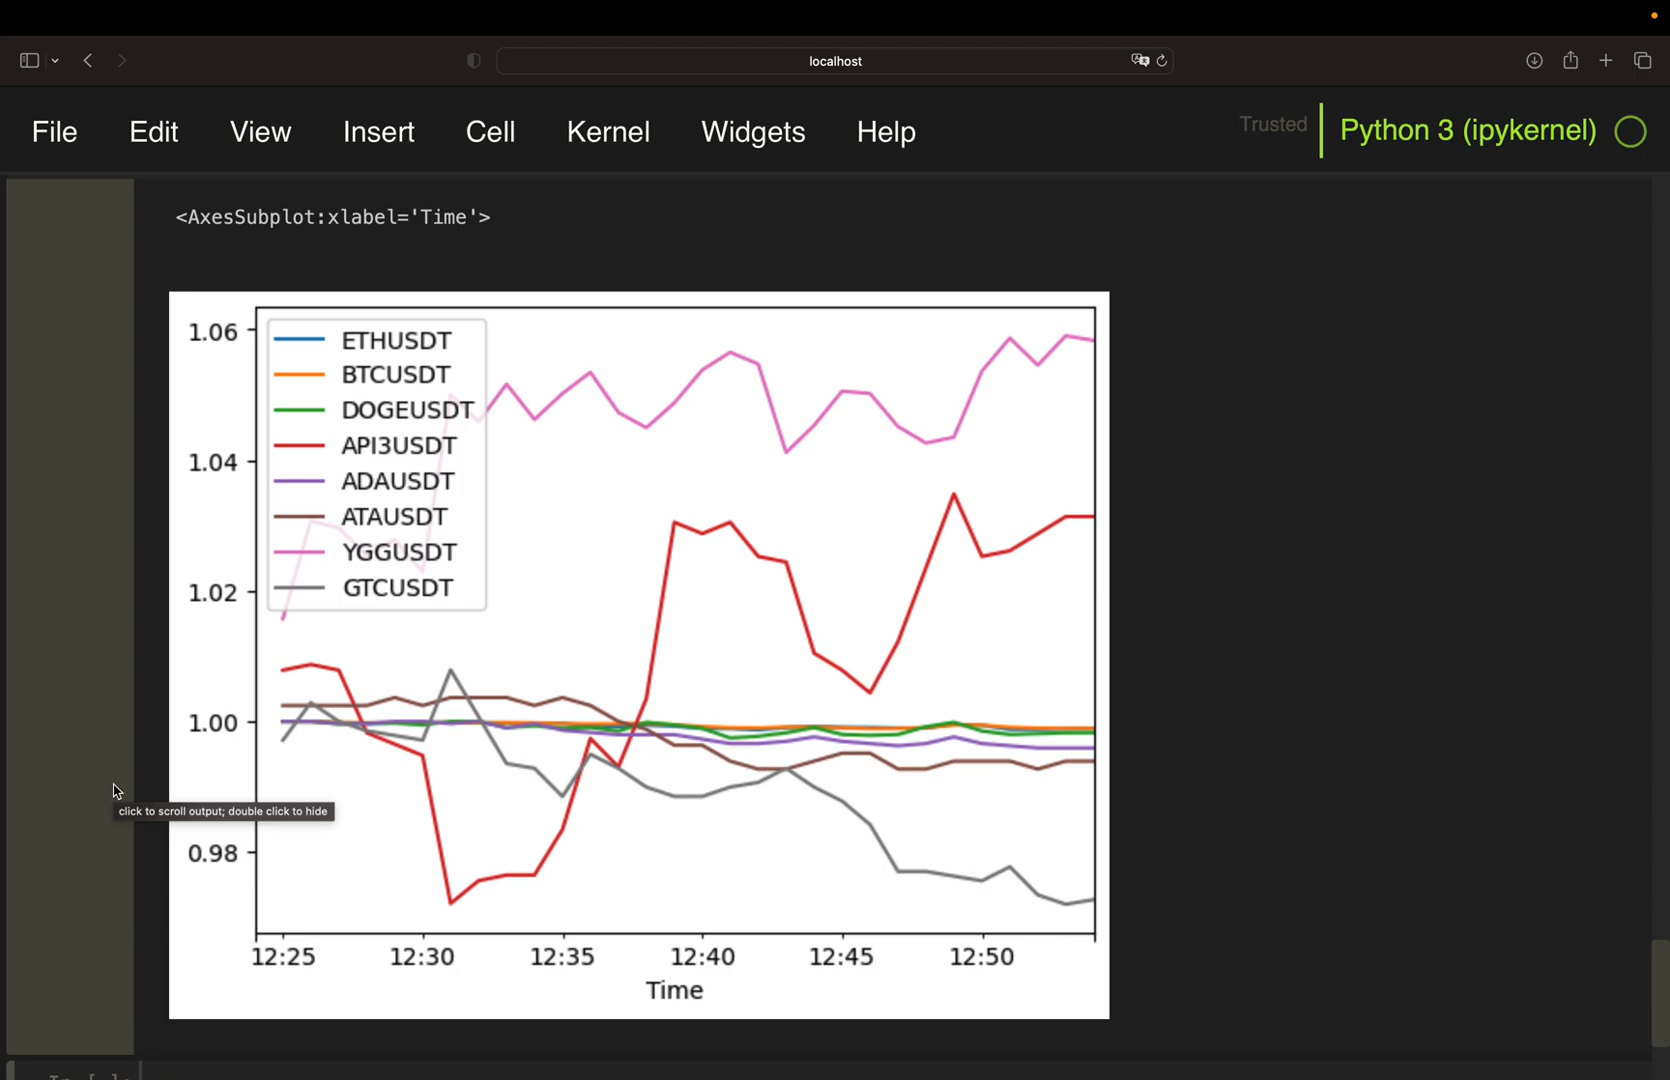 localhost
File Edit View Insert Cell Kernel Widgets Help Trusted Python 3 (ipykernel)
<AxesSubplot:xlabel='Time'>
1.06
1.04
1.02
1.00
0.98
ETHUSDT
BTCUSDT
DOGEUSDT
API3USDT
ADAUSDT
ATAUSDT
YGGUSDT
GTCUSDT
click to scroll output; double click to hide
12:25 12:30 12:35 12:40 12:45 12:50
Time